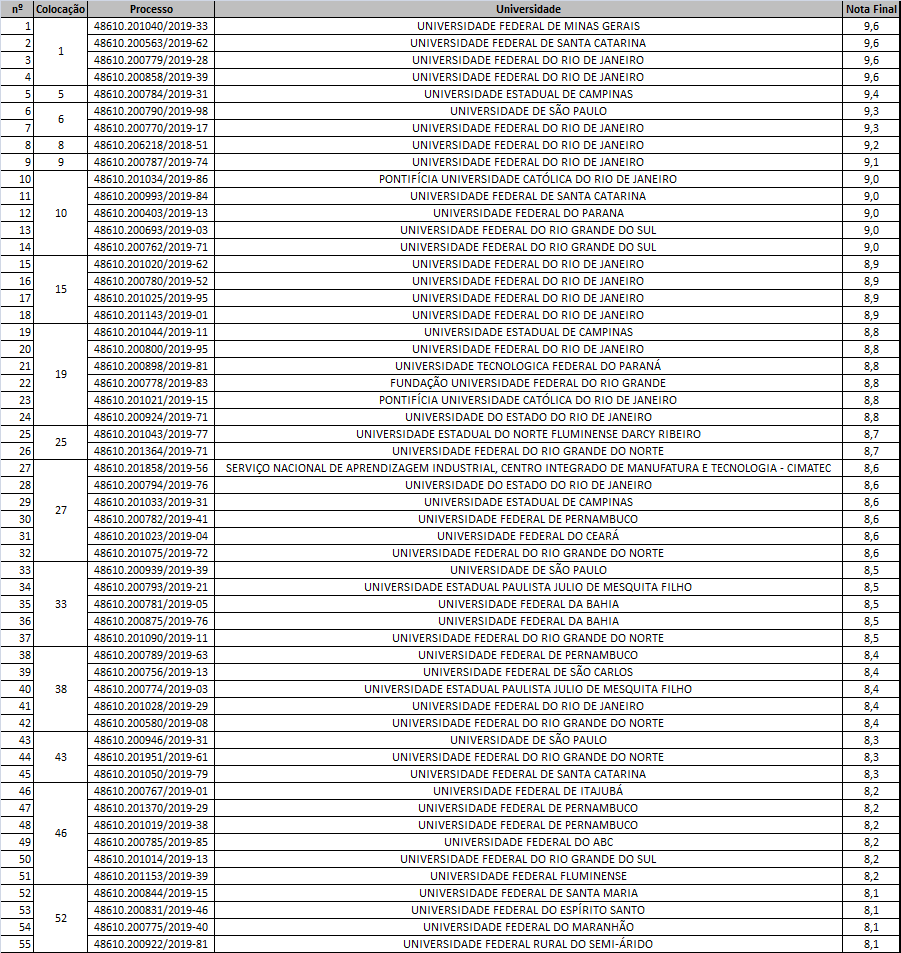 nº Colocação Processo Universidade Nota Final
1 1 48610.201040/2019-33 UNIVERSIDADE FEDERAL DE MINAS GERAIS 9,6
2 48610.200563/2019-62 UNIVERSIDADE FEDERAL DE SANTA CATARINA 9,6
3 48610.200779/2019-28 UNIVERSIDADE FEDERAL DO RIO DE JANEIRO 9,6
4 48610.200858/2019-39 UNIVERSIDADE FEDERAL DO RIO DE JANEIRO 9,6
5 5 48610.200784/2019-31 UNIVERSIDADE ESTADUAL DE CAMPINAS 9,4
6 6 48610.200790/2019-98 UNIVERSIDADE DE SÃO PAULO 9,3
7 48610.200770/2019-17 UNIVERSIDADE FEDERAL DO RIO DE JANEIRO 9,3
8 8 48610.206218/2018-51 UNIVERSIDADE FEDERAL DO RIO DE JANEIRO 9,2
9 9 48610.200787/2019-74 UNIVERSIDADE FEDERAL DO RIO DE JANEIRO 9,1
10 10 48610.201034/2019-86 PONTIFÍCIA UNIVERSIDADE CATÓLICA DO RIO DE JANEIRO 9,0
11 48610.200993/2019-84 UNIVERSIDADE FEDERAL DE SANTA CATARINA 9,0
12 48610.200403/2019-13 UNIVERSIDADE FEDERAL DO PARANA 9,0
13 48610.200693/2019-03 UNIVERSIDADE FEDERAL DO RIO GRANDE DO SUL 9,0
14 48610.200762/2019-71 UNIVERSIDADE FEDERAL DO RIO GRANDE DO SUL 9,0
15 15 48610.201020/2019-62 UNIVERSIDADE FEDERAL DO RIO DE JANEIRO 8,9
16 48610.200780/2019-52 UNIVERSIDADE FEDERAL DO RIO DE JANEIRO 8,9
17 48610.201025/2019-95 UNIVERSIDADE FEDERAL DO RIO DE JANEIRO 8,9
18 48610.201143/2019-01 UNIVERSIDADE FEDERAL DO RIO DE JANEIRO 8,9
19 19 48610.201044/2019-11 UNIVERSIDADE ESTADUAL DE CAMPINAS 8,8
20 48610.200800/2019-95 UNIVERSIDADE FEDERAL DO RIO DE JANEIRO 8,8
21 48610.200898/2019-81 UNIVERSIDADE TECNOLOGICA FEDERAL DO PARANÁ 8,8
22 48610.200778/2019-83 FUNDAÇÃO UNIVERSIDADE FEDERAL DO RIO GRANDE 8,8
23 48610.201021/2019-15 PONTIFÍCIA UNIVERSIDADE CATÓLICA DO RIO DE JANEIRO 8,8
24 48610.200924/2019-71 UNIVERSIDADE DO ESTADO DO RIO DE JANEIRO 8,8
25 25 48610.201043/2019-77 UNIVERSIDADE ESTADUAL DO NORTE FLUMINENSE DARCY RIBEIRO 8,7
26 48610.201364/2019-71 UNIVERSIDADE FEDERAL DO RIO GRANDE DO NORTE 8,7
27 27 48610.201858/2019-56 SERVIÇO NACIONAL DE APRENDIZAGEM INDUSTRIAL, CENTRO INTEGRADO DE MANUFATURA E TECNOLOGIA - CIMATEC 8,6
28 48610.200794/2019-76 UNIVERSIDADE DO ESTADO DO RIO DE JANEIRO 8,6
29 48610.201033/2019-31 UNIVERSIDADE ESTADUAL DE CAMPINAS 8,6
30 48610.200782/2019-41 UNIVERSIDADE FEDERAL DE PERNAMBUCO 8,6
31 48610.201023/2019-04 UNIVERSIDADE FEDERAL DO CEARÁ 8,6
32 48610.201075/2019-72 UNIVERSIDADE FEDERAL DO RIO GRANDE DO NORTE 8,6
33 33 48610.200939/2019-39 UNIVERSIDADE DE SÃO PAULO 8,5
34 48610.200793/2019-21 UNIVERSIDADE ESTADUAL PAULISTA JULIO DE MESQUITA FILHO 8,5
35 48610.200781/2019-05 UNIVERSIDADE FEDERAL DA BAHIA 8,5
36 48610.200875/2019-76 UNIVERSIDADE FEDERAL DA BAHIA 8,5
37 48610.201090/2019-11 UNIVERSIDADE FEDERAL DO RIO GRANDE DO NORTE 8,5
38 38 48610.200789/2019-63 UNIVERSIDADE FEDERAL DE PERNAMBUCO 8,4
39 48610.200756/2019-13 UNIVERSIDADE FEDERAL DE SÃO CARLOS 8,4
40 48610.200774/2019-03 UNIVERSIDADE ESTADUAL PAULISTA JULIO DE MESQUITA FILHO 8,4
41 48610.201028/2019-29 UNIVERSIDADE FEDERAL DO RIO DE JANEIRO 8,4
42 48610.200580/2019-08 UNIVERSIDADE FEDERAL DO RIO GRANDE DO NORTE 8,4
43 43 48610.200946/2019-31 UNIVERSIDADE DE SÃO PAULO 8,3
44 48610.201951/2019-61 UNIVERSIDADE FEDERAL DO RIO GRANDE DO NORTE 8,3
45 48610.201050/2019-79 UNIVERSIDADE FEDERAL DE SANTA CATARINA 8,3
46 46 48610.200767/2019-01 UNIVERSIDADE FEDERAL DE ITAJUBÁ 8,2
47 48610.201370/2019-29 UNIVERSIDADE FEDERAL DE PERNAMBUCO 8,2
48 48610.201019/2019-38 UNIVERSIDADE FEDERAL DE PERNAMBUCO 8,2
49 48610.200785/2019-85 UNIVERSIDADE FEDERAL DO ABC 8,2
50 48610.201014/2019-13 UNIVERSIDADE FEDERAL DO RIO GRANDE DO SUL 8,2
51 48610.201153/2019-39 UNIVERSIDADE FEDERAL FLUMINENSE 8,2
52 52 48610.200844/2019-15 UNIVERSIDADE FEDERAL DE SANTA MARIA 8,1
53 48610.200831/2019-46 UNIVERSIDADE FEDERAL DO ESPÍRITO SANTO 8,1
54 48610.200775/2019-40 UNIVERSIDADE FEDERAL DO MARANHÃO 8,1
55 48610.200922/2019-81 UNIVERSIDADE FEDERAL RURAL DO SEMI-ÁRIDO 8,1